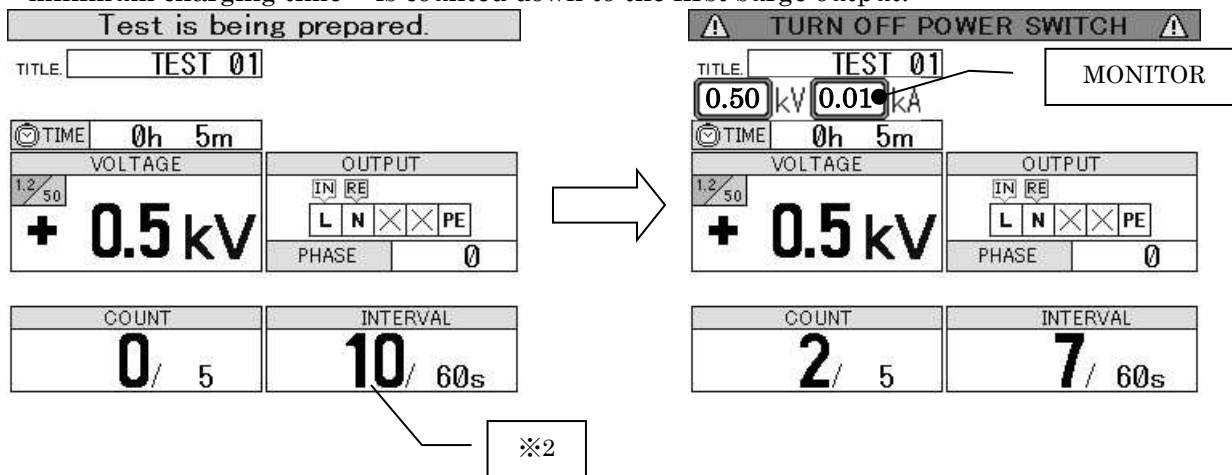 minimum charging time is counted down to the first surge output.
Test is being prepared.
TITLE. TEST 01
TIME 0h 5m
VOLTAGE
1.2/50
+ 0.5 kV
OUTPUT
IN RE
L N PE
PHASE 0
COUNT
0/ 5
INTERVAL
10/ 60s
※2
TURN OFF POWER SWITCH
TITLE. TEST 01
MONITOR
0.50 kV 0.01 kA
TIME 0h 5m
VOLTAGE
1.2/50
+ 0.5 kV
OUTPUT
IN RE
L N PE
PHASE 0
COUNT
2/ 5
INTERVAL
7/ 60s